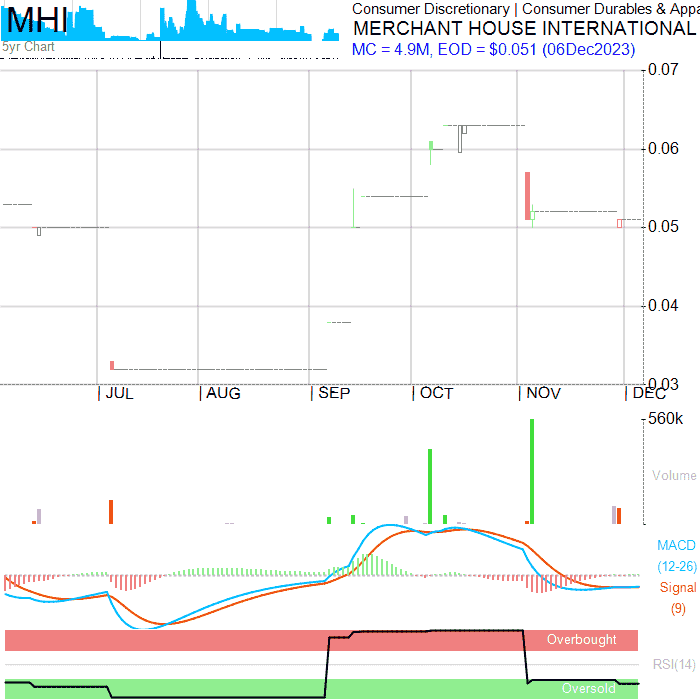 MHI
5yr Chart
Consumer Discretionary | Consumer Durables & Appa
MERCHANT HOUSE INTERNATIONAL
MC = 4.9M, EOD = $0.051 (06Dec2023)
0.07
0.06
0.05
0.04
0.03
JUL
AUG
SEP
OCT
NOV
DEC
560k
Volume
MACD
(12-26)
Signal
(9)
Overbought
RSI(14)
Oversold